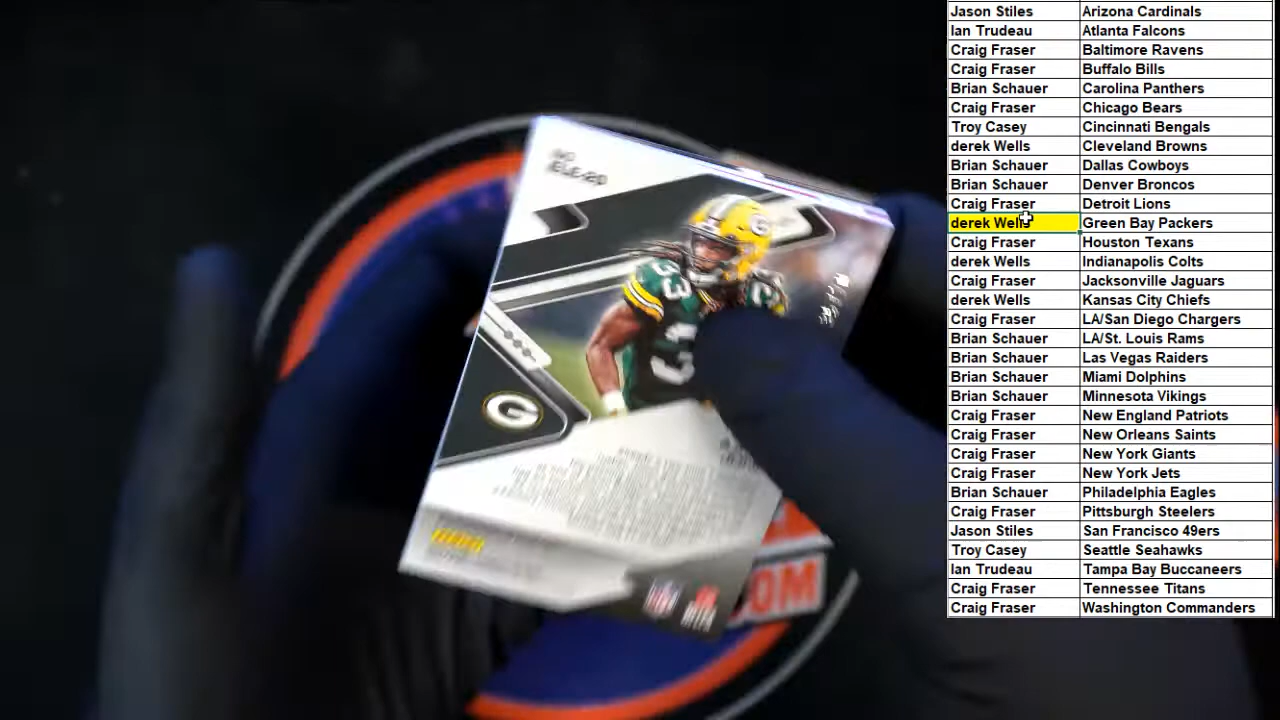 Jason Stiles Arizona Cardinals
Ian Trudeau Atlanta Falcons
Craig Fraser Baltimore Ravens
Craig Fraser Buffalo Bills
Brian Schauer Carolina Panthers
Craig Fraser Chicago Bears
Troy Casey Cincinnati Bengals
derek Wells Cleveland Browns
Brian Schauer Dallas Cowboys
Brian Schauer Denver Broncos
Craig Fraser Detroit Lions
derek Wells Green Bay Packers
Craig Fraser Houston Texans
derek Wells Indianapolis Colts
Craig Fraser Jacksonville Jaguars
derek Wells Kansas City Chiefs
Craig Fraser LA/San Diego Chargers
Brian Schauer LA/St. Louis Rams
Brian Schauer Las Vegas Raiders
Brian Schauer Miami Dolphins
Brian Schauer Minnesota Vikings
Craig Fraser New England Patriots
Craig Fraser New Orleans Saints
Craig Fraser New York Giants
Craig Fraser New York Jets
Brian Schauer Philadelphia Eagles
Craig Fraser Pittsburgh Steelers
Jason Stiles San Francisco 49ers
Troy Casey Seattle Seahawks
Ian Trudeau Tampa Bay Buccaneers
Craig Fraser Tennessee Titans
Craig Fraser Washington Commanders
NO.
ELE-20
33
G
NFL